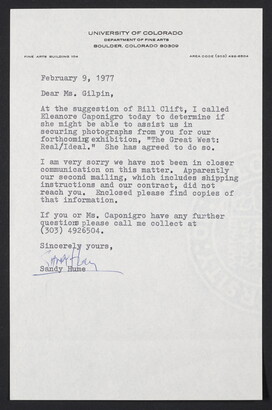 UNIVERSITY OF COLORADO
DEPARTMENT OF FINE ARTS
BOULDER, COLORADO 80309
FINE ARTS BUILDING 104
AREA CODE (303) 492-6504
February 9, 1977
Dear Ms. Gilpin,
At the suggestion of Bill Clift, I called
Eleanore Caponigro today to determine if
she might be able to assist us in
securing photographs from you for our
forthcoming exhibition, "The Great West:
Real/Ideal." She has agreed to do so.
I am very sorry we have not been in closer
communication on this matter. Apparently
our second mailing, which includes shipping
instructions and our contract, did not
reach you. Enclosed please find copies of
that information.
If you or Ms. Caponigro have any further
questions please call me collect at
(303) 4926504.
Sincerely yours,
Sandy Hume